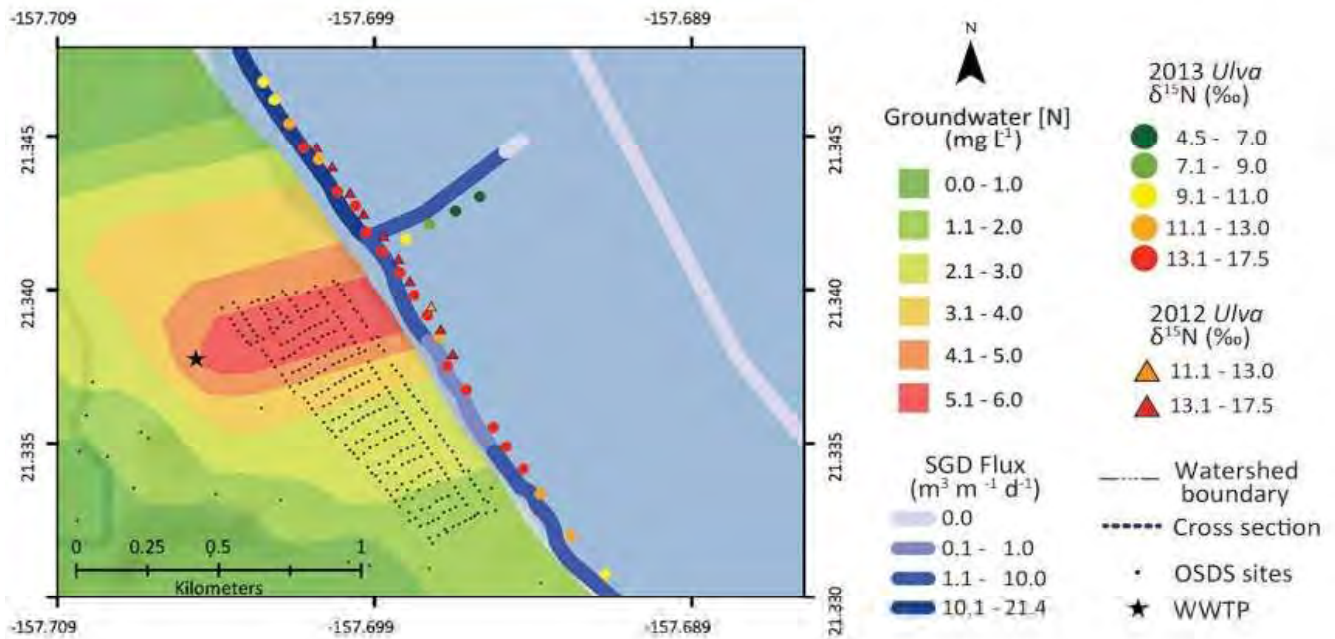 -157.709
-157.699
-157.689
21.345
21.340
21.335
21.330
21.345
21.340
21.335
21.330
0 0.25 0.5 1
Kilometers
-157.709
-157.699
-157.689
N
Groundwater [N]
(mg L¹)
0.0 - 1.0
1.1 - 2.0
2.1 - 3.0
3.1 - 4.0
4.1 - 5.0
5.1 - 6.0
SGD Flux
(m³ m⁻¹ d⁻¹)
0.0
0.1 - 1.0
1.1 - 10.0
10.1 - 21.4
2013 Ulva
δ¹⁵N (‰)
4.5 - 7.0
7.1 - 9.0
9.1 - 11.0
11.1 - 13.0
13.1 - 17.5
2012 Ulva
δ¹⁵N (‰)
11.1 - 13.0
13.1 - 17.5
Watershed
boundary
Cross section
OSDS sites
WWTP